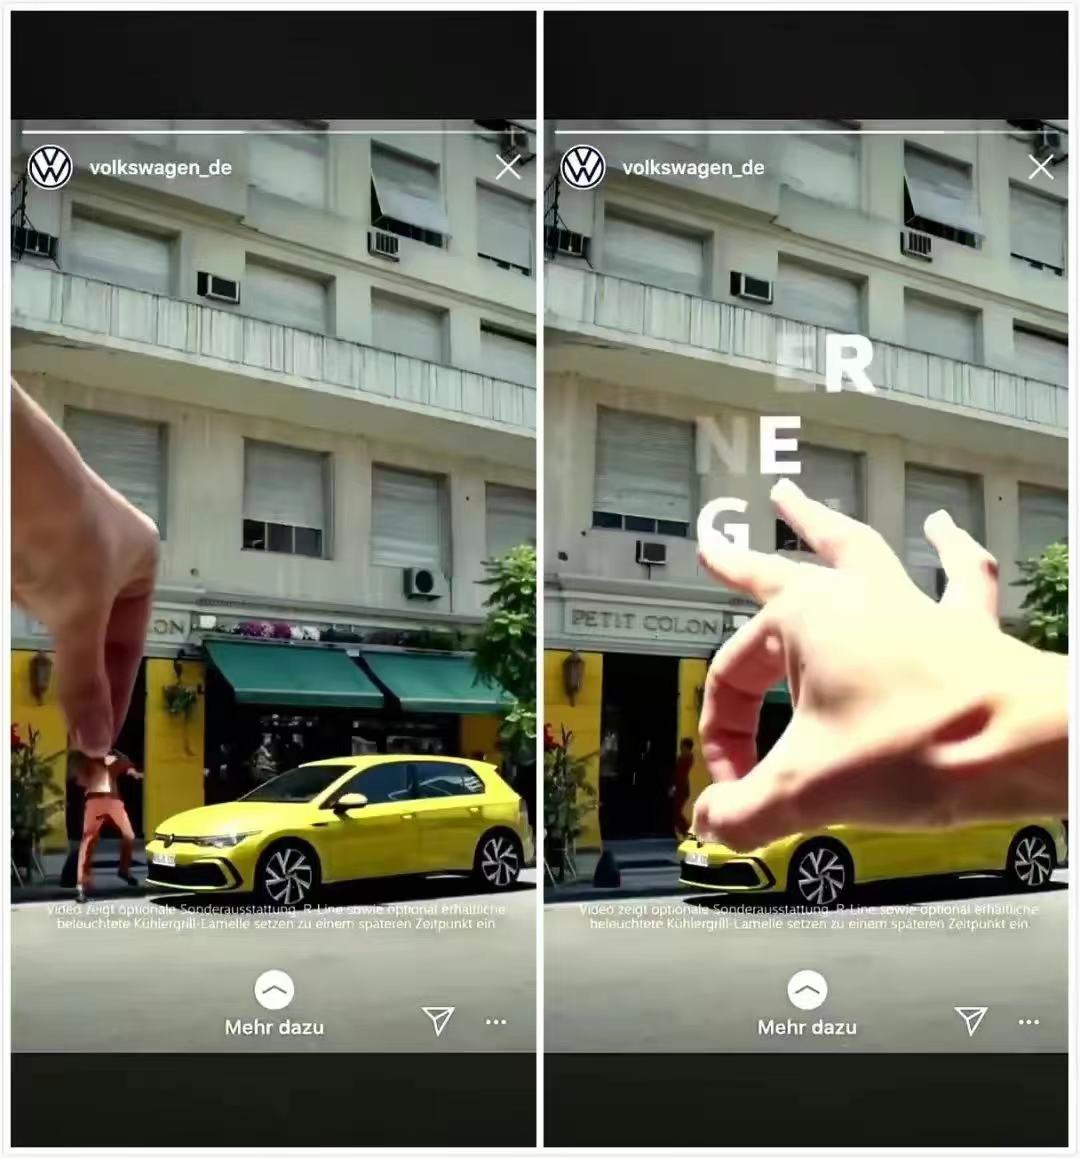 volkswagen_de
ON
Video zeigt optionale Sonderausstattung. R-Line sowie optional erhältliche
beleuchtete Kühlergrill-Lamelle setzen zu einem späteren Zeitpunkt ein.
Mehr dazu
volkswagen_de
ER
NE
G
PETIT COLON
Video zeigt optionale Sonderausstattung. R-Line sowie optional erhältliche
beleuchtete Kühlergrill-Lamelle setzen zu einem späteren Zeitpunkt ein.
Mehr dazu